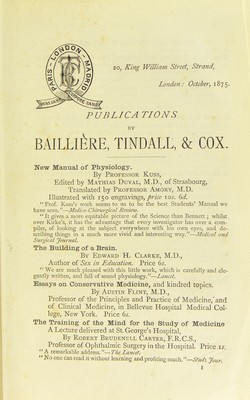 PARIS · LONDON · MADRID
20, King William Street, Strand,
London: October, 1875.
PUBLICATIONS
BY
BAILLIÈRE, TINDALL, & COX.
New Manual of Physiology.
By Professor Kuss,
Edited by Mathias Duval, M.D., of Strasbourg,
Translated by Professor Amory, M.D.
Illustrated with 150 engravings, price 10s. 6d.
“Prof. Kuss's work seems to us to be the best Students' Manual we
have seen.”—Medico Chirurgical Review.
“It gives a more equitable picture of the Science than Bennett; whilst
over Kirke's, it has the advantage that every investigator has over a com-
piler, of looking at the subject everywhere with his own eyes, and de-
scribing things in a much more vivid and interesting way.”—Medical and
Surgical Journal.
The Building of a Brain.
By Edward H. Clarke, M.D.,
Author of Sex in Education. Price 6s.
“We are much pleased with this little work, which is carefully and ele-
gantly written, and full of sound physiology.”—Lancet.
Essays on Conservative Medicine, and kindred topics.
By Austin Flint, M.D.,
Professor of the Principles and Practice of Medicine, and
of Clinical Medicine, in Bellevue Hospital Medical Col-
lege, New York. Price 6s.
The Training of the Mind for the Study of Medicine
A Lecture delivered at St. George's Hospital,
By Robert Brudenell Carter, F.R.C.S.,
Professor of Ophthalmic Surgery in the Hospital. Price 1s.
“A remarkable address.”—The Lancet.
“No one can read it without learning and profiting much.”—Stud
1